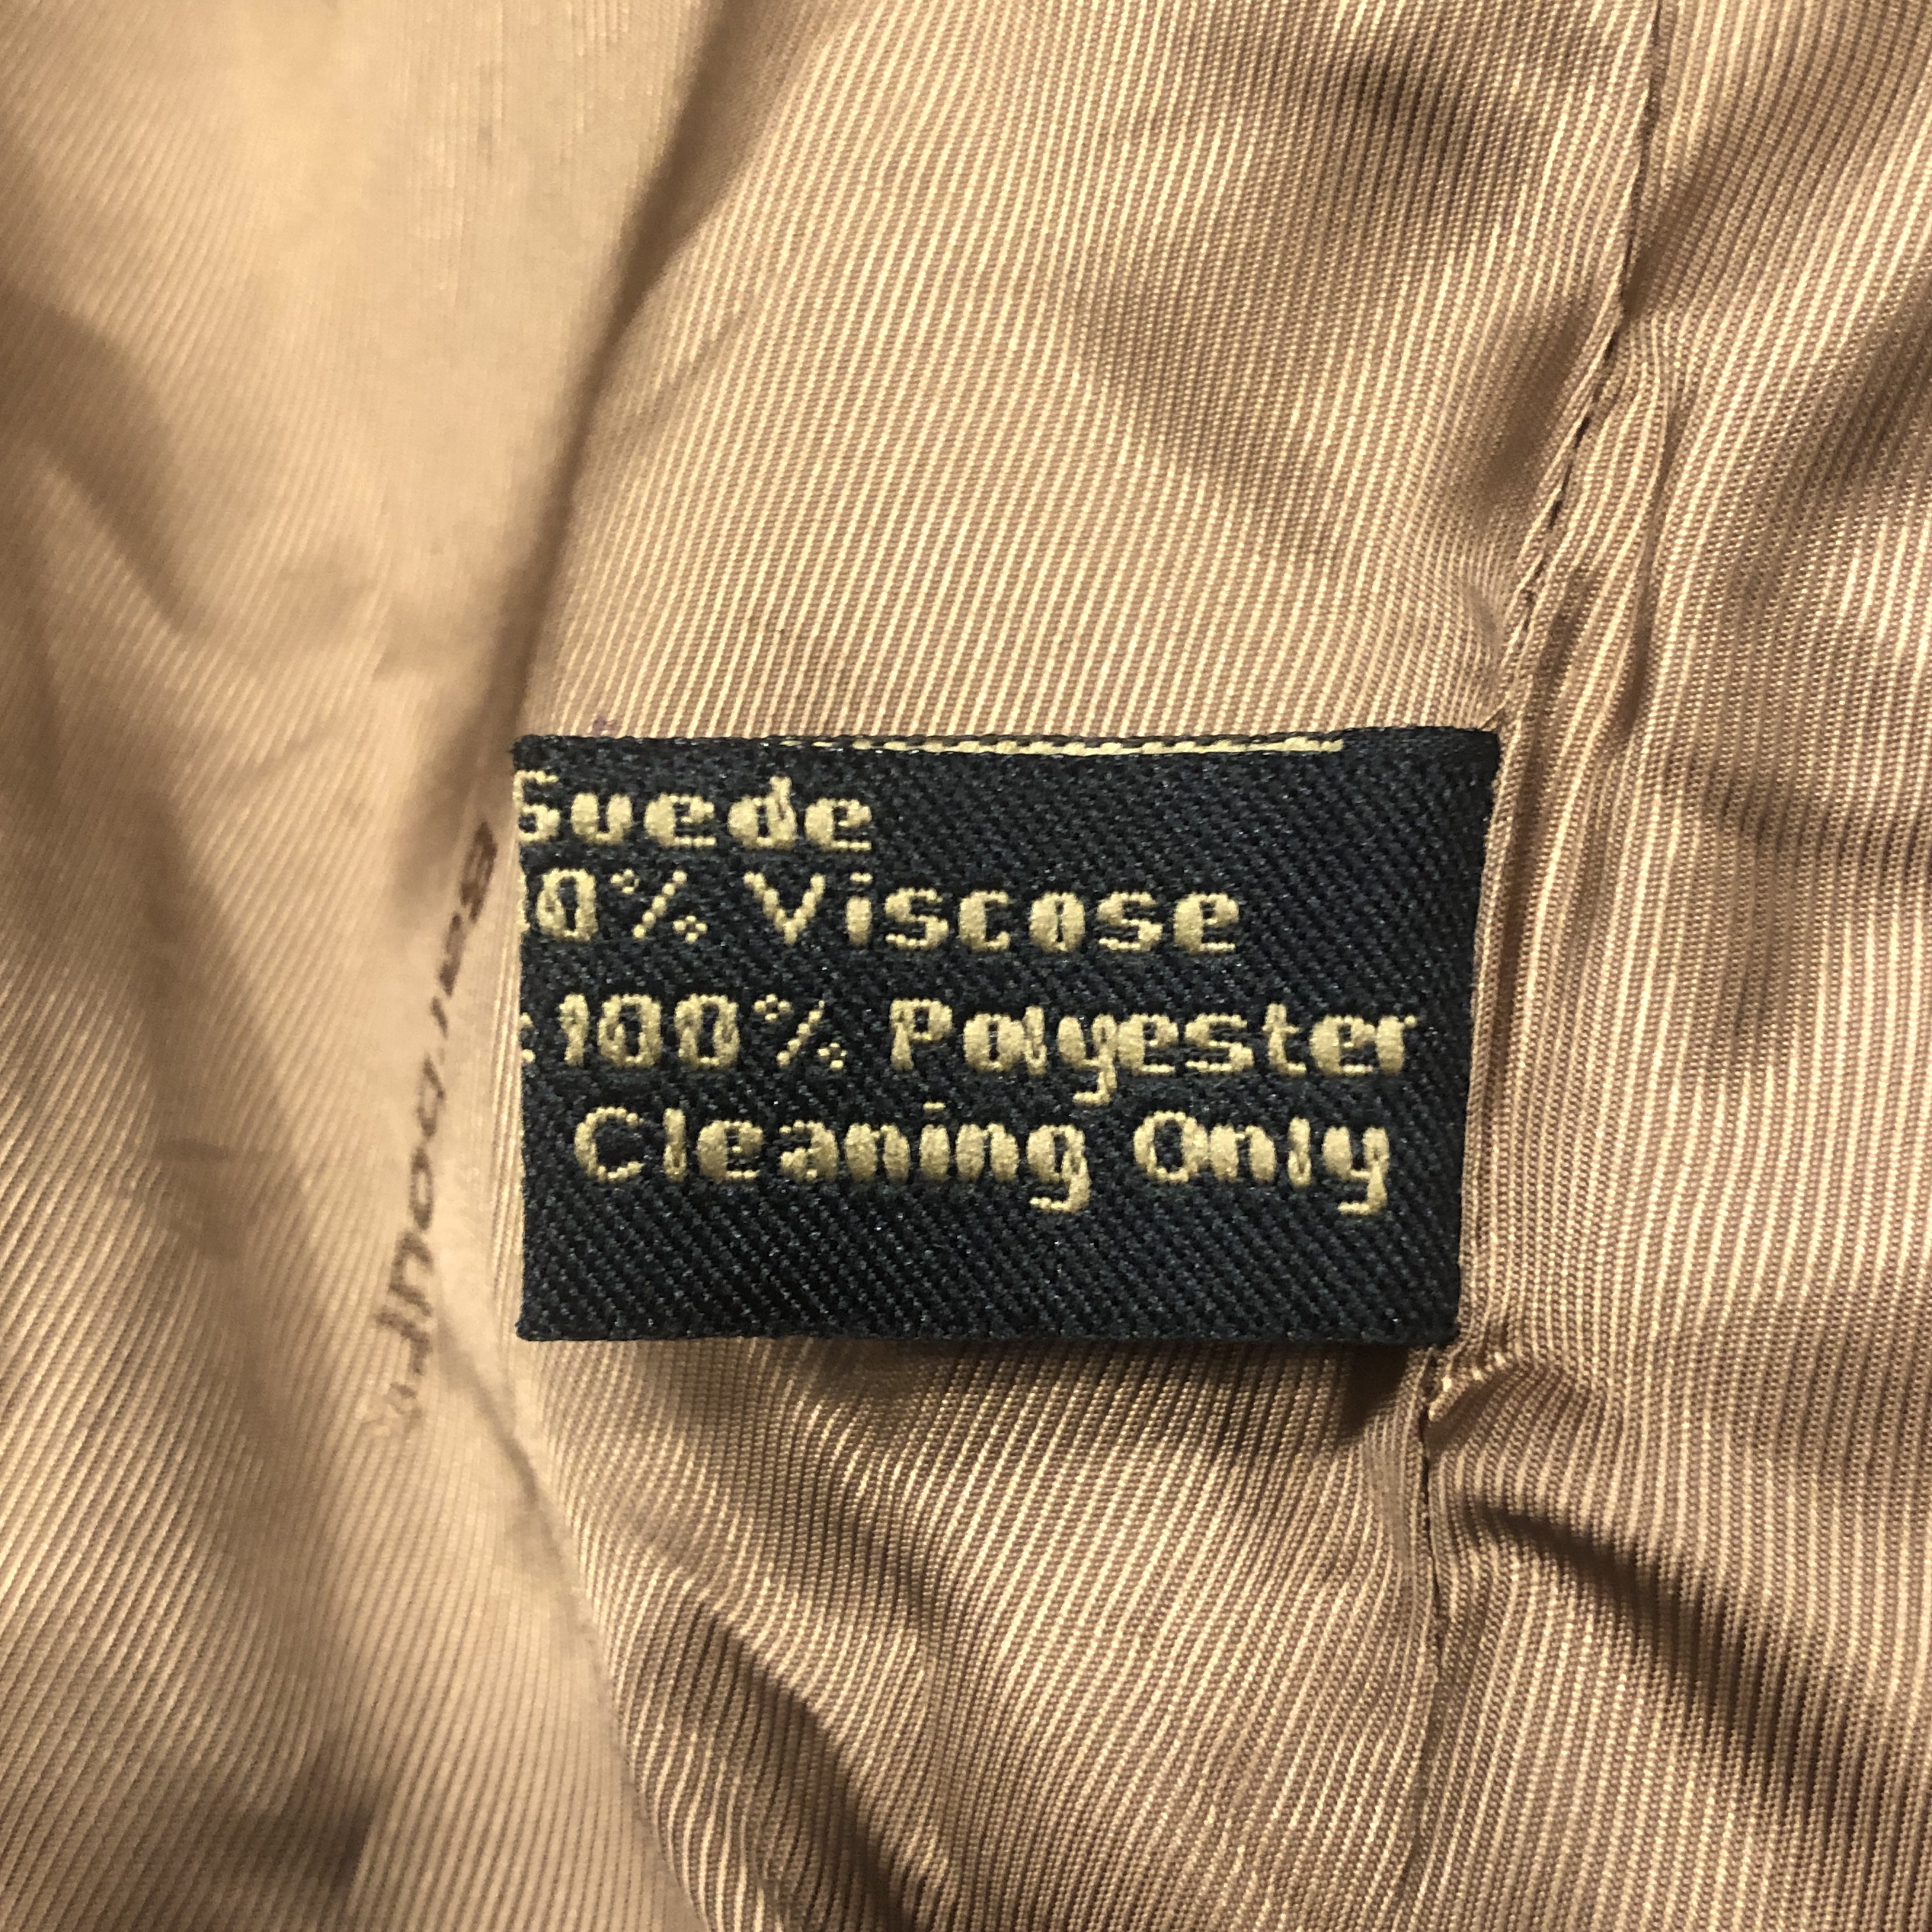 Suede
0% Viscose
: 100% Polyester
Cleaning Only